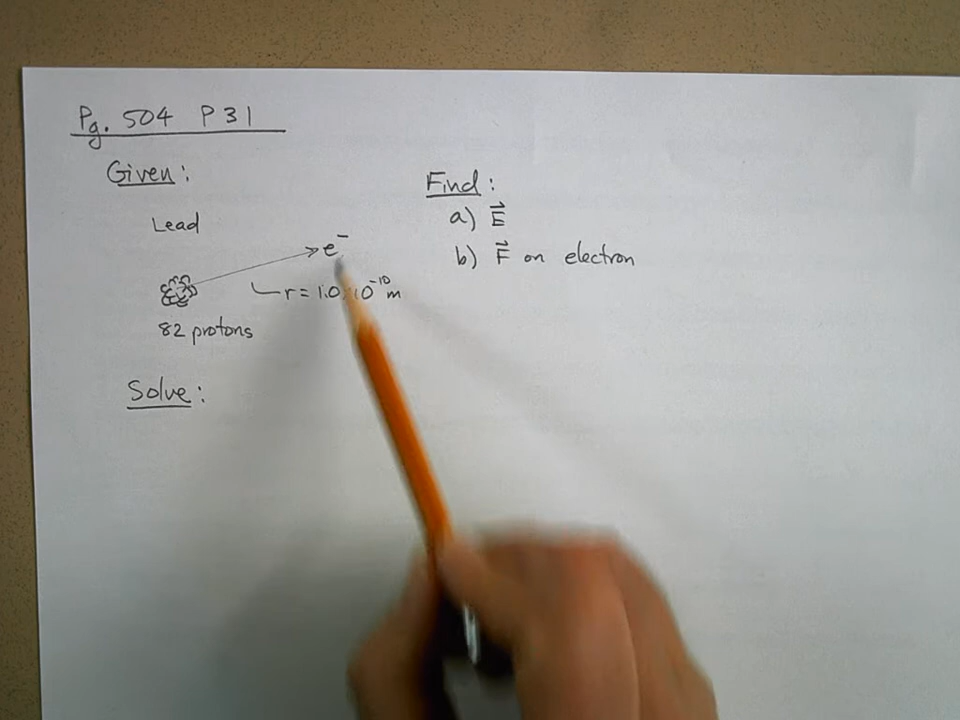 Pg. 504 P 31
Given:
Find:
Lead
a) E⃗
e⁻
b) F⃗ on electron
r = 1.0 10⁻¹⁰ m
82 protons
Solve: